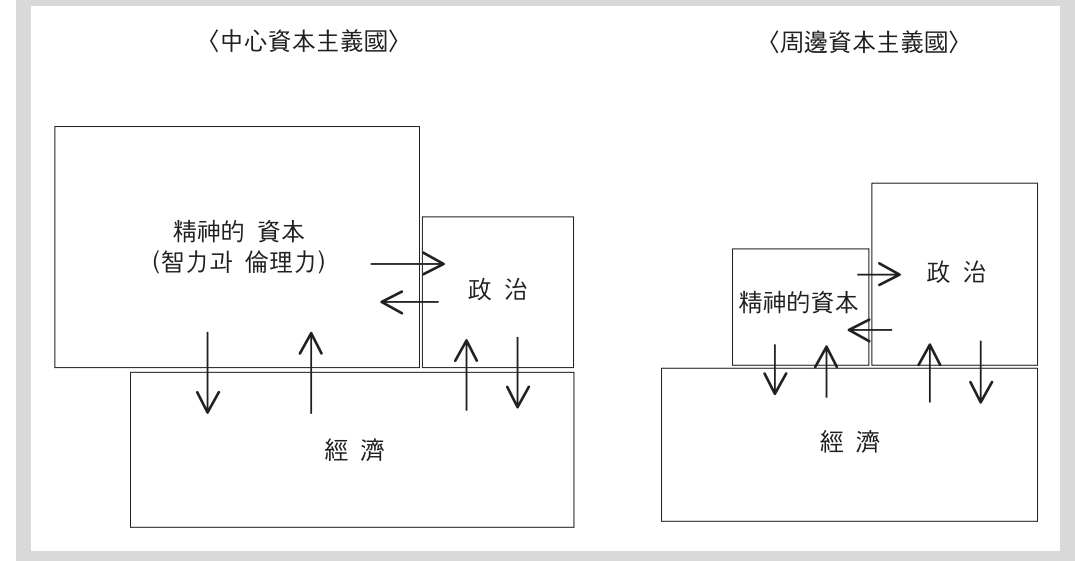 〈中心資本主義國〉
精神的 資本
(智力과 倫理力)
政 治
經 濟
〈周邊資本主義國〉
精神的資本
政 治
經 濟